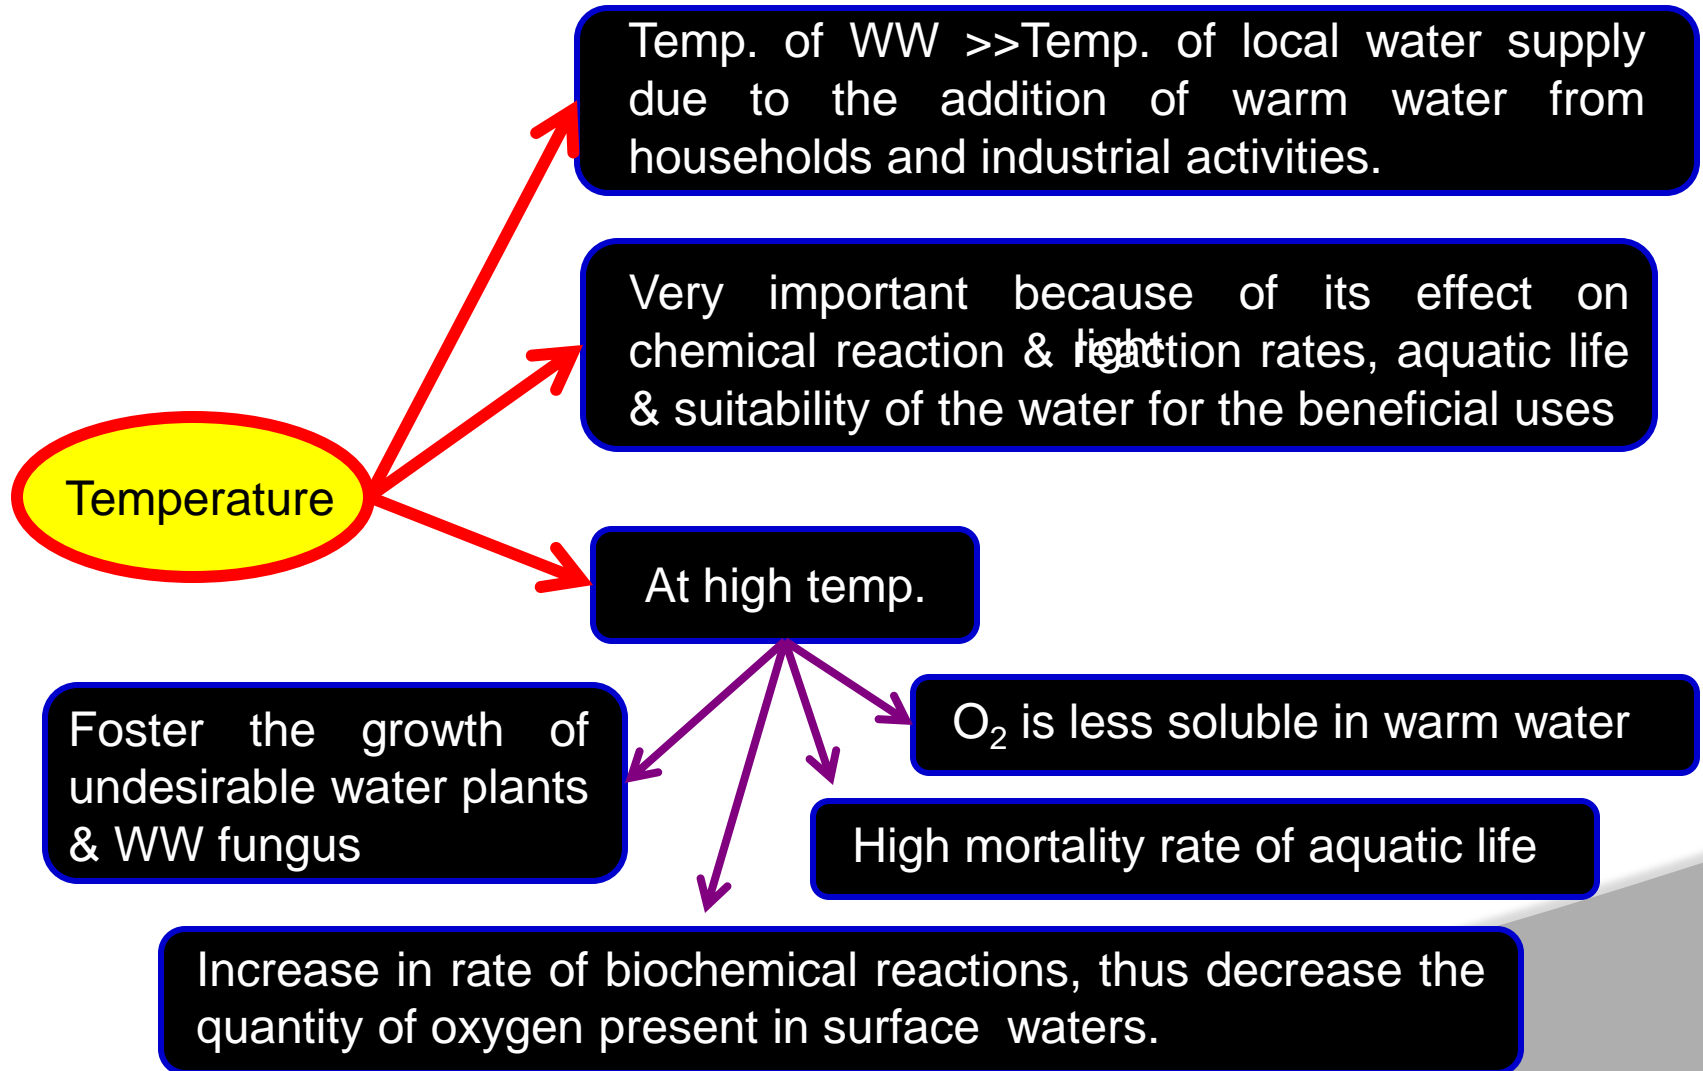 Temp. of WW >>Temp. of local water supply
due to the addition of warm water from
households and industrial activities.
Very important because of its effect on
chemical reaction & reaction rates, aquatic life
light
& suitability of the water for the beneficial uses
Temperature
At high temp.
O₂ is less soluble in warm water
Foster the growth of
undesirable water plants
& WW fungus
High mortality rate of aquatic life
Increase in rate of biochemical reactions, thus decrease the
quantity of oxygen present in surface waters.